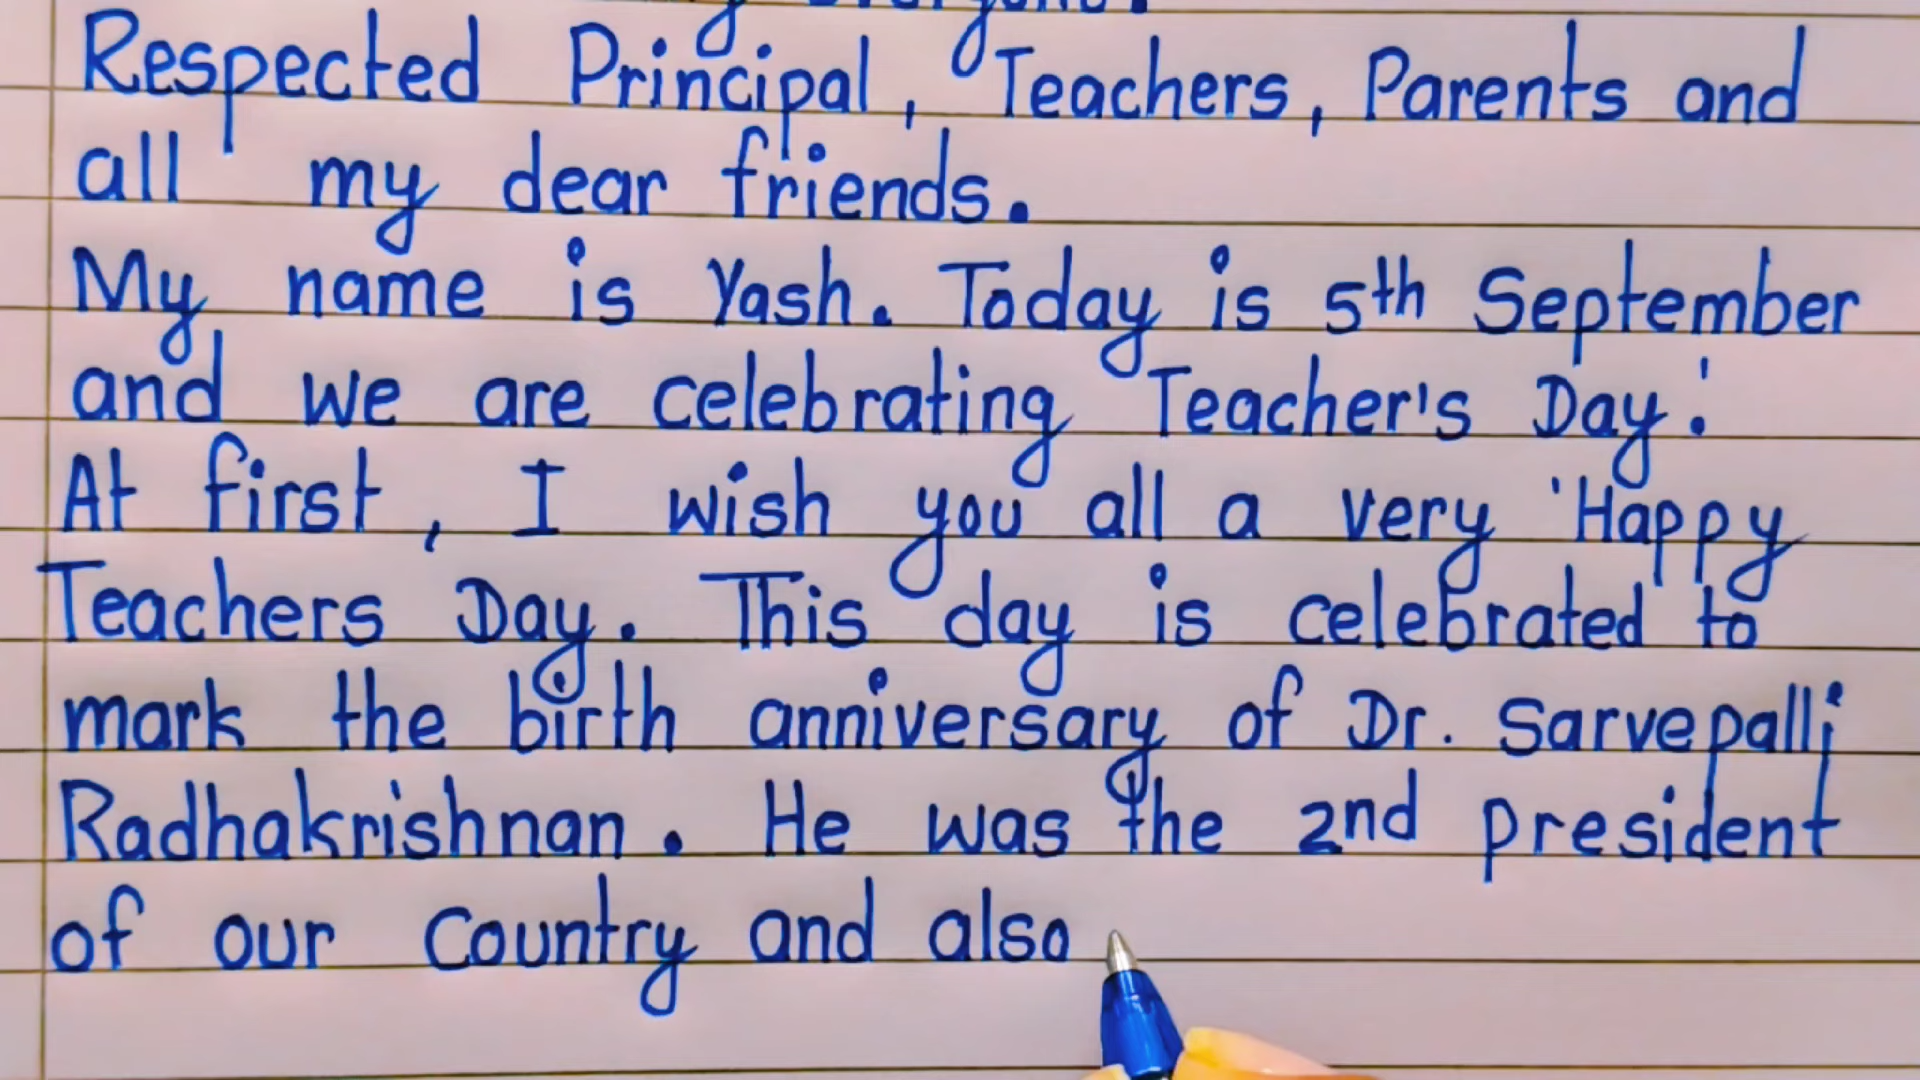 everyone.
Respected Principal, Teachers, Parents and
all my dear friends.
My name is Yash. Today is 5th September
and we are celebrating Teacher's Day.'
At first, I wish you all a very 'Happy
Teachers Day. This day is celebrated to
mark the birth anniversary of Dr. Sarvepalli
Radhakrishnan. He was the 2nd president
of our Country and also